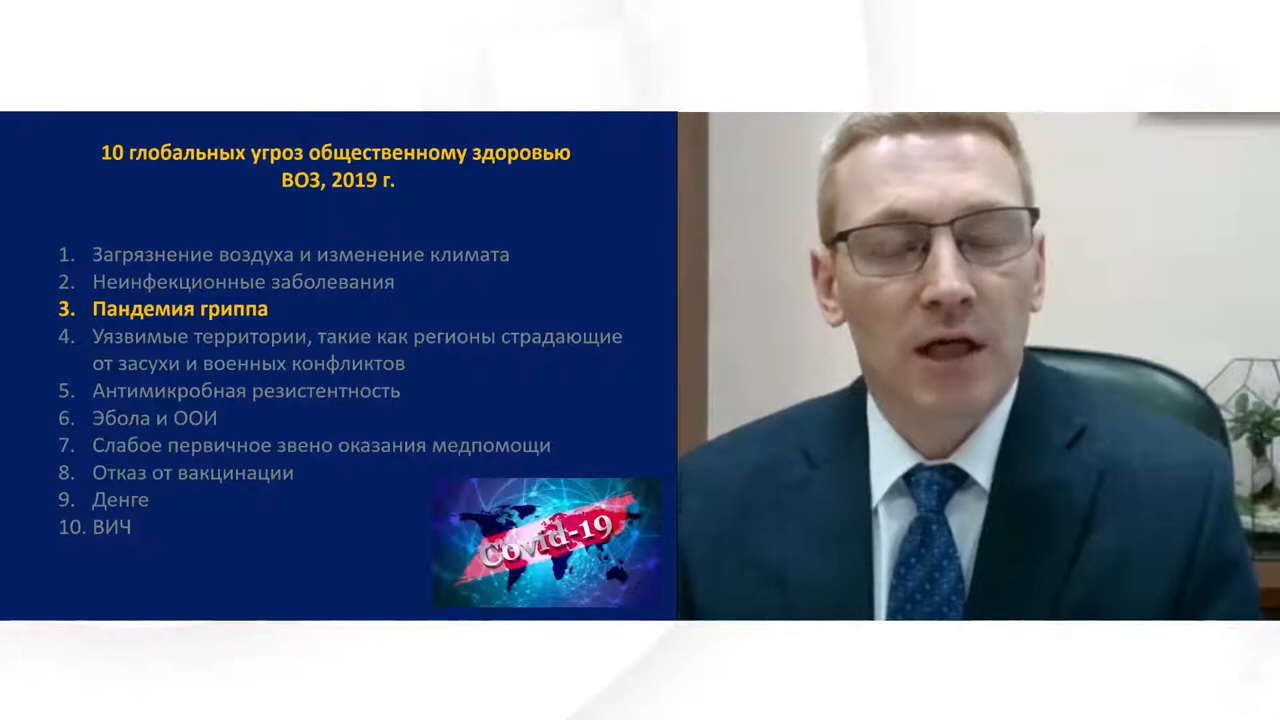 10 глобальных угроз общественному здоровью
ВОЗ, 2019 г.
1. Загрязнение воздуха и изменение климата
2. Неинфекционные заболевания
3. Пандемия гриппа
4. Уязвимые территории, такие как регионы страдающие
от засухи и военных конфликтов
5. Антимикробная резистентность
6. Эбола и ООИ
7. Слабое первичное звено оказания медпомощи
8. Отказ от вакцинации
9. Денге
10. ВИЧ
Covid-19